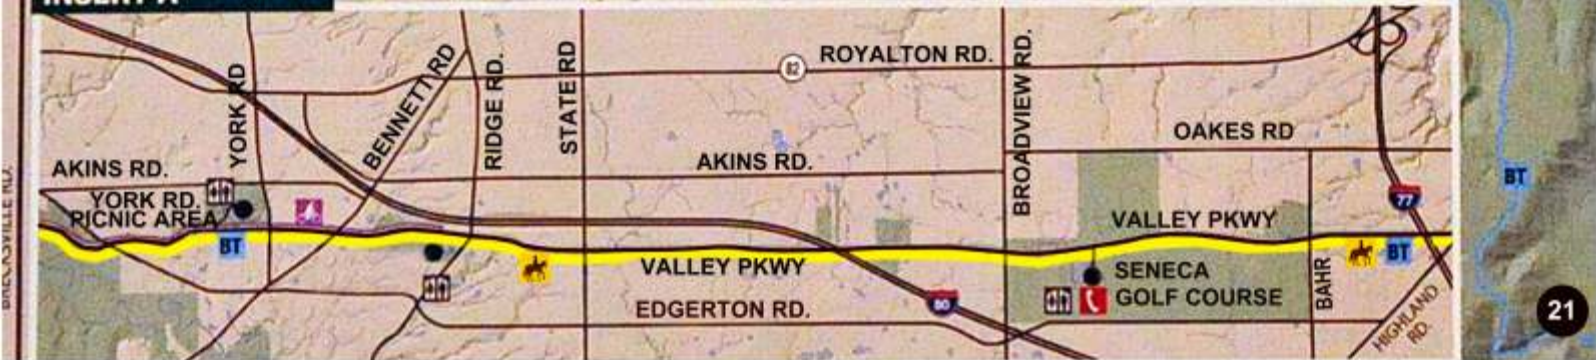 INSERT A
BRECKSVILLE RD.
AKINS RD.
YORK RD.
PICNIC AREA
YORK RD
BENNETT RD
RIDGE RD.
STATE RD
82
ROYALTON RD.
AKINS RD.
BROADVIEW RD.
OAKES RD
77
VALLEY PKWY
BT
VALLEY PKWY
EDGERTON RD.
80
SENECA
GOLF COURSE
BAHR
BT
HIGHLAND
RD.
BT
21